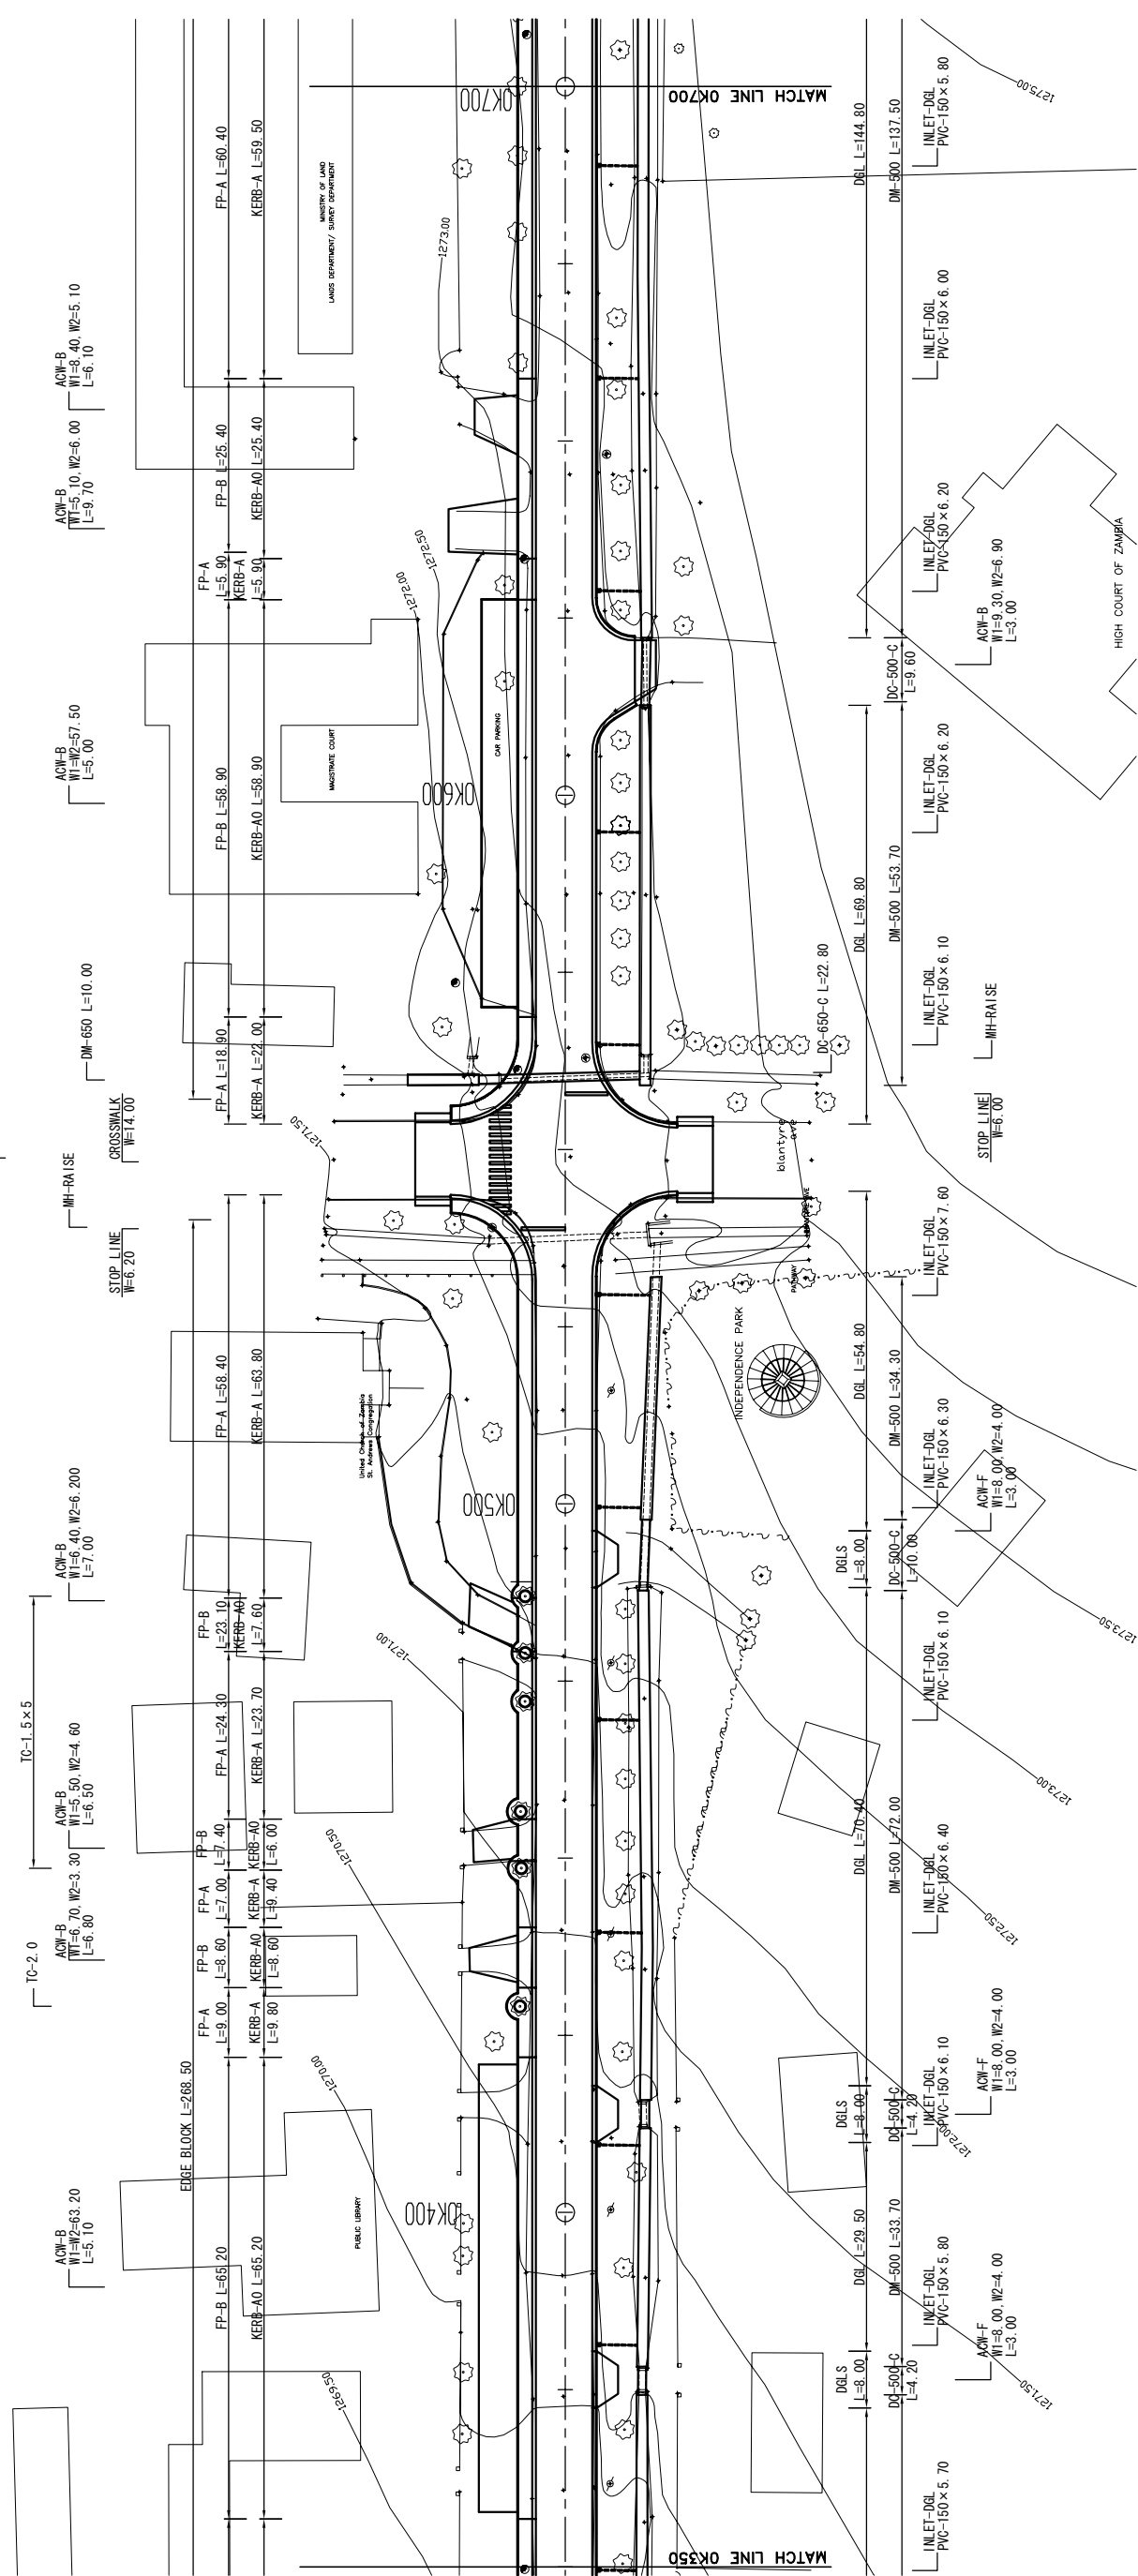 MATCH LINE 0K700
0K700
FP-A L=60.40
KERB-A L=59.50
MINISTRY OF LAND
LANDS DEPARTMENT/ SURVEY DEPARTMENT
1273.00
DGL L=144.80
DM-500 L=137.50
INLET-DGL
PVC-150×5.80
1275.00
ACW-B
W1=8.40, W2=5.10
L=6.10
INLET-DGL
PVC-150×6.00
ACW-B
W1=5.10, W2=6.00
L=9.70
FP-B L=25.40
KERB-A0 L=25.40
1272.50
1272.00
INLET-DGL
PVC-150×6.20
HIGH COURT OF ZAMBIA
FP-A
L=5.90
KERB-A
L=5.90
ACW-B
W1=9.30, W2=6.90
L=3.00
DC-500-C
L=9.60
ACW-B
W1=W2=57.50
L=5.00
FP-B L=58.90
KERB-A0 L=58.90
MAGISTRATE COURT
CAR PARKING
0K600
INLET-DGL
PVC-150×6.20
DGL L=69.80
DM-500 L=53.70
DM-650 L=10.00
DC-650-C L=22.80
INLET-DGL
PVC-150×6.10
MH-RAISE
FP-A L=18.90
KERB-A L=22.00
CROSSWALK
W=14.00
1271.50
blantyre
ave
STOP LINE
W=6.00
MH-RAISE
STOP LINE
W=6.20
INLET-DGL
PVC-150×7.60
PATHWAY
INDEPENDENCE PARK
FP-A L=58.40
KERB-A L=63.80
United Church of Zambia
St. Andrews Congregation
DGL L=54.80
DM-500 L=34.30
INLET-DGL
PVC-150×6.30
ACW-F
W1=8.00, W2=4.00
L=3.00
0K500
ACW-B
W1=6.40, W2=6.200
L=7.00
DGLS
L=8.00
DC-500-C
L=10.00
TC-1.5×5
FP-B
L=23.10
KERB-A0
L=7.60
1271.00
INLET-DGL
PVC-150×6.10
1273.50
FP-A L=24.30
KERB-A L=23.70
1273.00
ACW-B
W1=5.50, W2=4.60
L=6.50
FP-B
L=7.40
KERB-A0
L=6.00
1270.50
DGL L=70.40
DM-500 L=72.00
INLET-DGL
PVC-150×6.40
1272.50
ACW-B
W1=6.70, W2=3.30
L=6.80
FP-A
L=7.00
KERB-A
L=9.40
TC-2.0
FP-B
L=8.60
KERB-A0
L=8.60
FP-A
L=9.00
KERB-A
L=9.80
1270.00
EDGE BLOCK L=268.50
DGLS
L=8.00
DC-500-C
L=4.20
INLET-DGL
PVC-150×6.10
1272.00
ACW-F
W1=8.00, W2=4.00
L=3.00
ACW-B
W1=W2=63.20
L=5.10
FP-B L=65.20
KERB-A0 L=65.20
PUBLIC LIBRARY
0K400
DGL L=29.50
DM-500 L=33.70
INLET-DGL
PVC-150×5.80
ACW-F
W1=8.00, W2=4.00
L=3.00
1271.50
1269.50
DGLS
L=8.00
DC-500-C
L=4.20
INLET-DGL
PVC-150×5.70
MATCH LINE 0K350